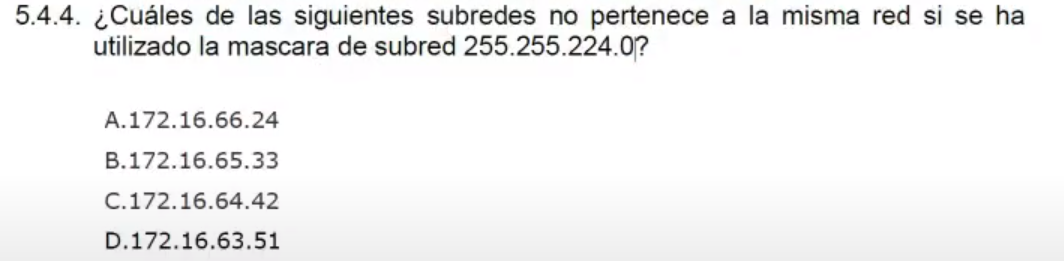 5.4.4. ¿Cuáles de las siguientes subredes no pertenece a la misma red si se ha
utilizado la mascara de subred 255.255.224.0?
A.172.16.66.24
B.172.16.65.33
C.172.16.64.42
D.172.16.63.51